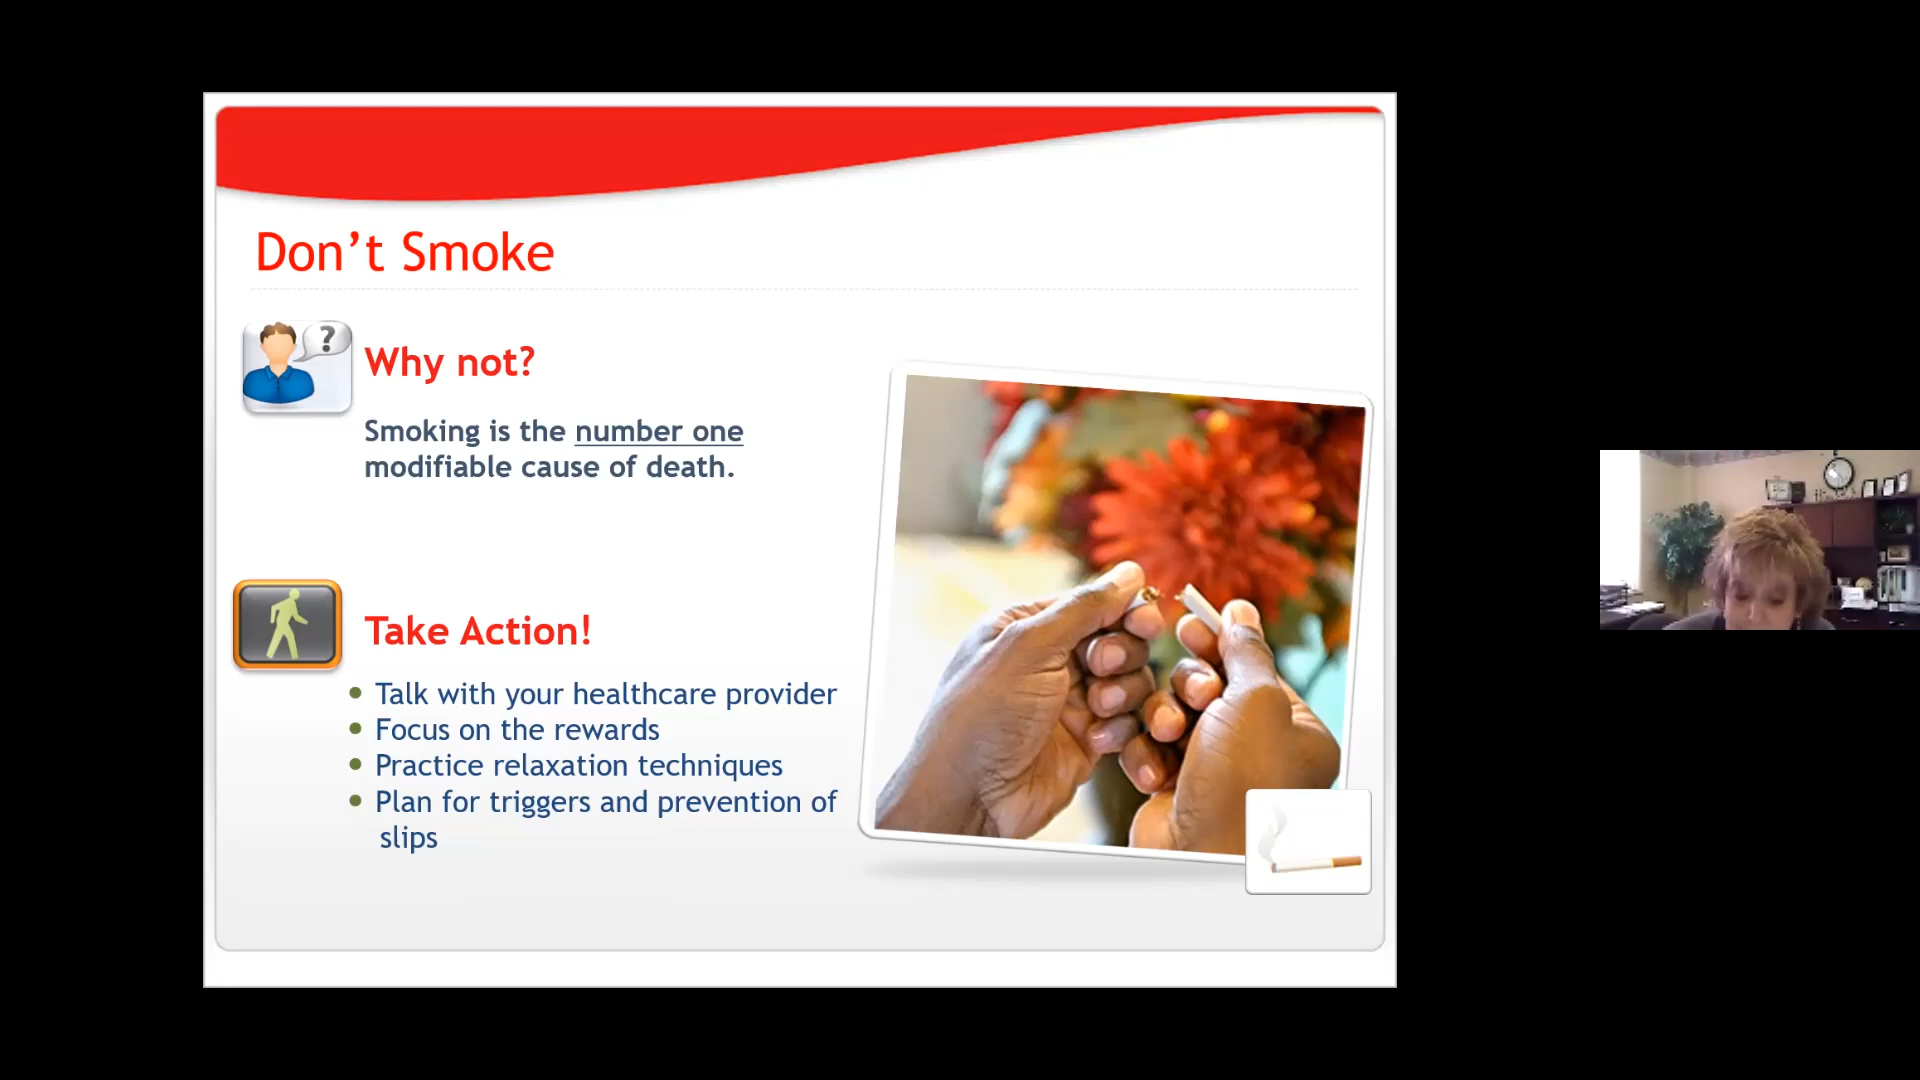 Don’t Smoke
?
Why not?
Smoking is the number one
modifiable cause of death.
Take Action!
Talk with your healthcare provider
Focus on the rewards
Practice relaxation techniques
Plan for triggers and prevention of
slips